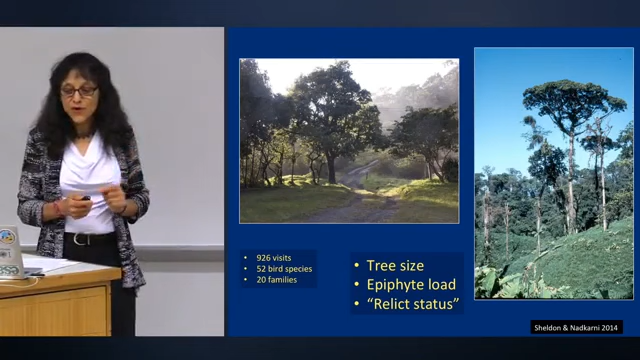 926 visits
52 bird species
20 families
Tree size
Epiphyte load
“Relict status”
Sheldon & Nadkarni 2014